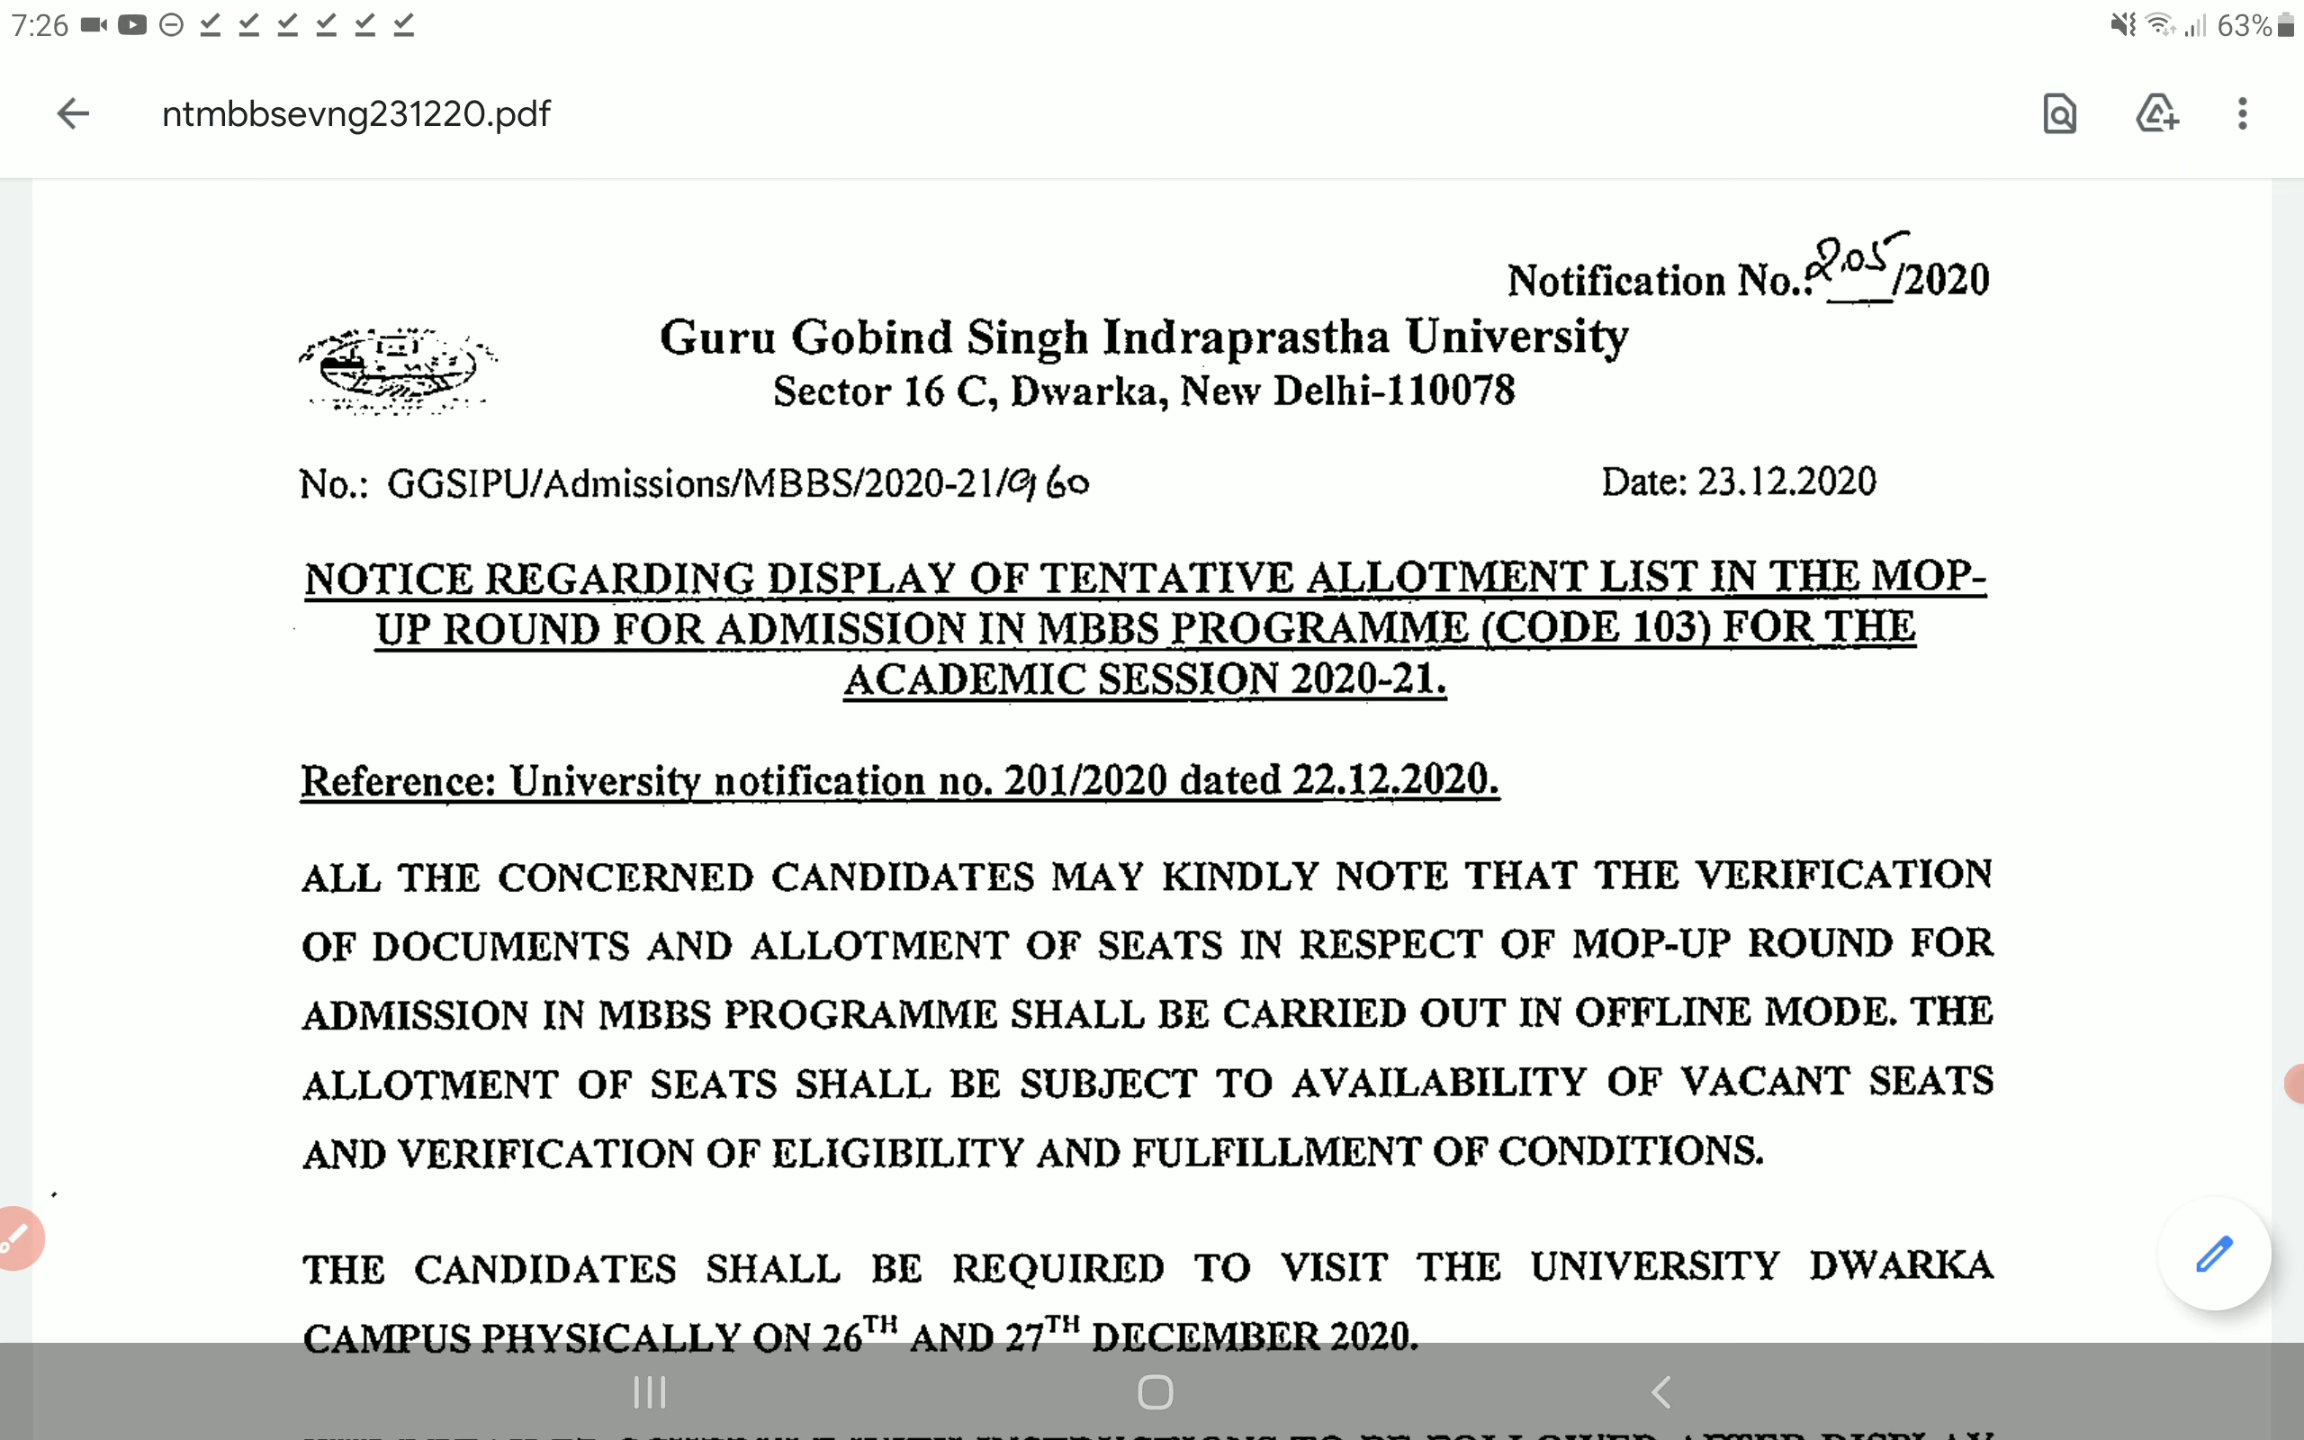 7:26
63%
ntmbbsevng231220.pdf
Notification No.: 205/2020
Guru Gobind Singh Indraprastha University
Sector 16 C, Dwarka, New Delhi-110078
No.: GGSIPU/Admissions/MBBS/2020-21/960
Date: 23.12.2020
NOTICE REGARDING DISPLAY OF TENTATIVE ALLOTMENT LIST IN THE MOP-
UP ROUND FOR ADMISSION IN MBBS PROGRAMME (CODE 103) FOR THE
ACADEMIC SESSION 2020-21.
Reference: University notification no. 201/2020 dated 22.12.2020.
ALL THE CONCERNED CANDIDATES MAY KINDLY NOTE THAT THE VERIFICATION
OF DOCUMENTS AND ALLOTMENT OF SEATS IN RESPECT OF MOP-UP ROUND FOR
ADMISSION IN MBBS PROGRAMME SHALL BE CARRIED OUT IN OFFLINE MODE. THE
ALLOTMENT OF SEATS SHALL BE SUBJECT TO AVAILABILITY OF VACANT SEATS
AND VERIFICATION OF ELIGIBILITY AND FULFILLMENT OF CONDITIONS.
THE CANDIDATES SHALL BE REQUIRED TO VISIT THE UNIVERSITY DWARKA
CAMPUS PHYSICALLY ON 26TH AND 27TH DECEMBER 2020.